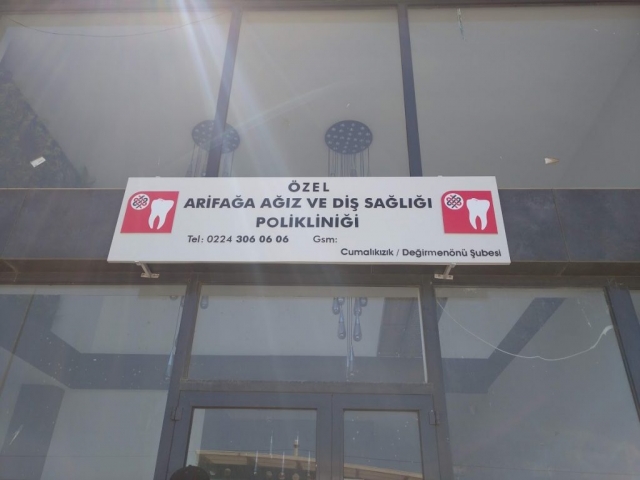 ÖZEL
ARİFAĞA AĞIZ VE DİŞ SAĞLIĞI
POLİKLİNİĞİ
Tel: 0224 306 06 06 Gsm:
Cumalıkızık / Değirmenönü Şubesi